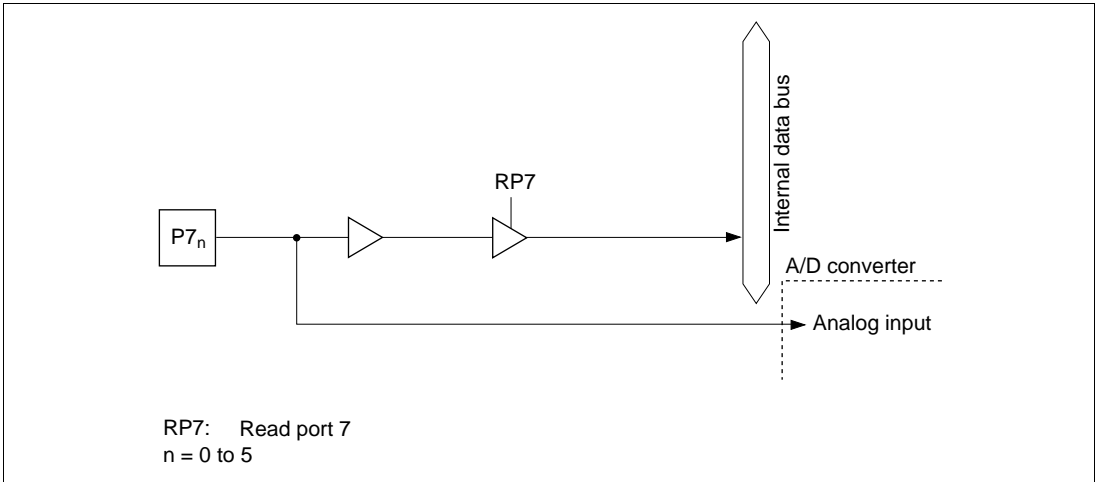 Internal data bus
RP7
P7n
A/D converter
Analog input
RP7: Read port 7
n = 0 to 5